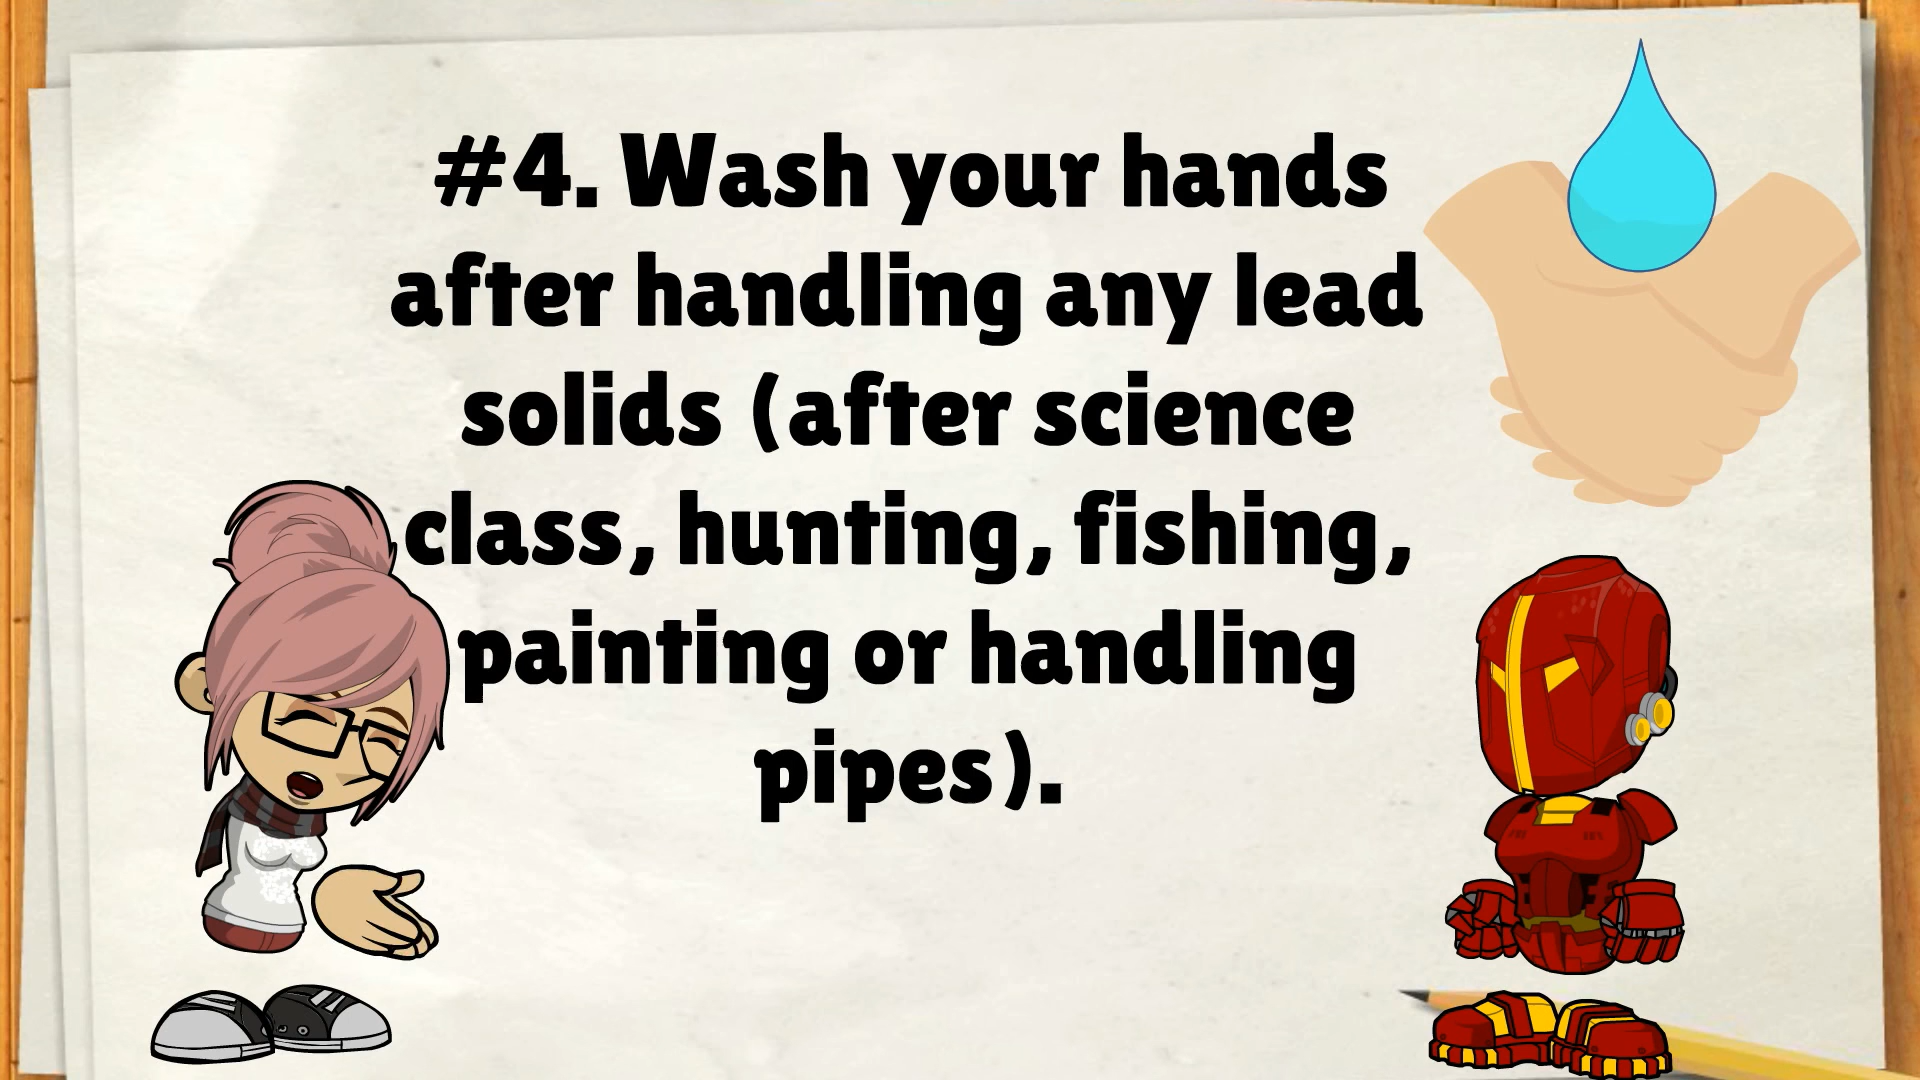 #4. Wash your hands
after handling any lead
solids (after science
class, hunting, fishing,
painting or handling
pipes).